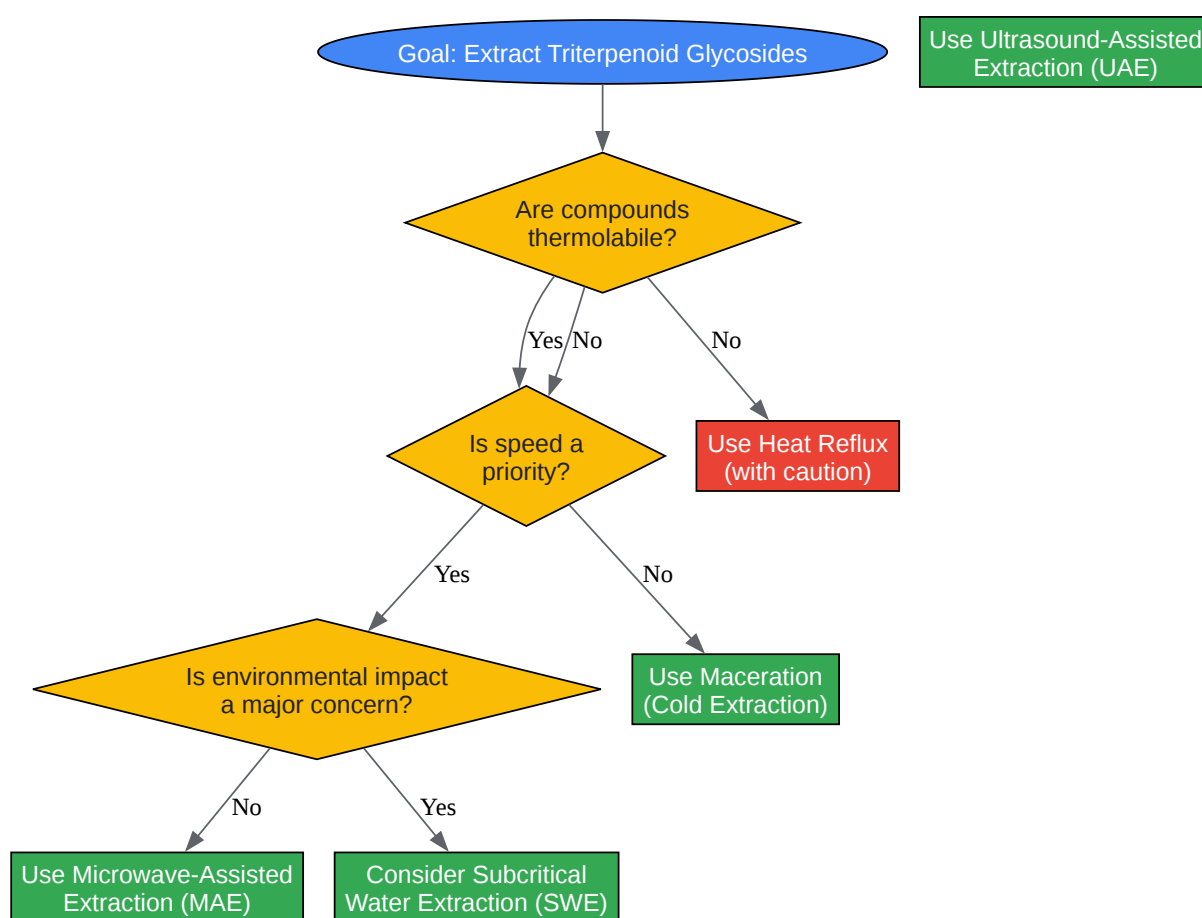 Goal: Extract Triterpenoid Glycosides
Use Ultrasound-Assisted
Extraction (UAE)
Are compounds
thermolabile?
Yes
No
No
Is speed a
priority?
Use Heat Reflux
(with caution)
Yes
No
Is environmental impact
a major concern?
Use Maceration
(Cold Extraction)
No
Yes
Use Microwave-Assisted
Extraction (MAE)
Consider Subcritical
Water Extraction (SWE)